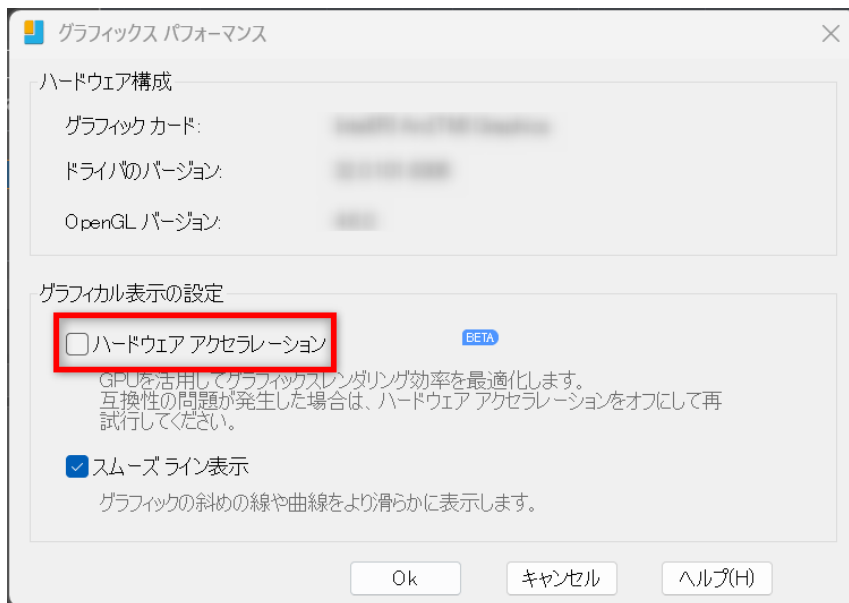 グラフィックス パフォーマンス
ハードウェア構成
グラフィック カード:
ドライバのバージョン:
OpenGL バージョン:
グラフィカル表示の設定
ハードウェア アクセラレーション BETA
GPUを活用してグラフィックスレンダリング効率を最適化します。
互換性の問題が発生した場合は、ハードウェア アクセラレーションをオフにして再
試行してください。
スムーズ ライン表示
グラフィックの斜めの線や曲線をより滑らかに表示します。
Ok キャンセル ヘルプ(H)